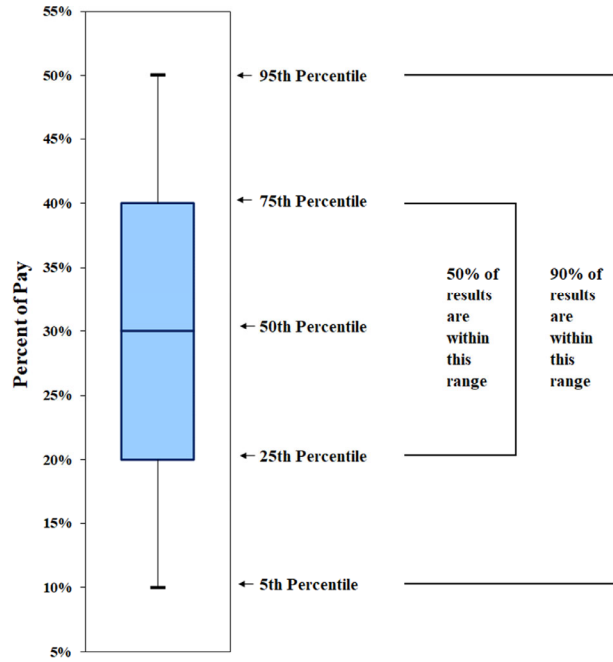 55%
50%
45%
40%
35%
30%
25%
20%
15%
10%
5%
Percent of Pay
95th Percentile
75th Percentile
50th Percentile
25th Percentile
5th Percentile
50% of
results
are
within
this
range
90% of
results
are
within
this
range